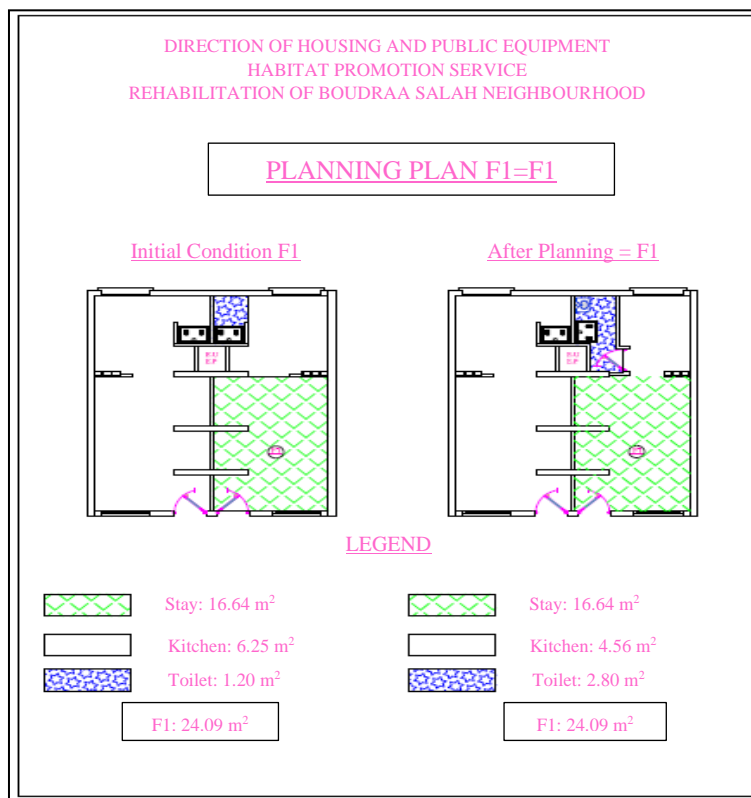 DIRECTION OF HOUSING AND PUBLIC EQUIPMENT
HABITAT PROMOTION SERVICE
REHABILITATION OF BOUDRAA SALAH NEIGHBOURHOOD
PLANNING PLAN F1=F1
Initial Condition F1
After Planning = F1
E.U
E.P
E.U
E.P
F1
F1
LEGEND
Stay: 16.64 m²
Kitchen: 6.25 m²
Toilet: 1.20 m²
F1: 24.09 m²
Stay: 16.64 m²
Kitchen: 4.56 m²
Toilet: 2.80 m²
F1: 24.09 m²